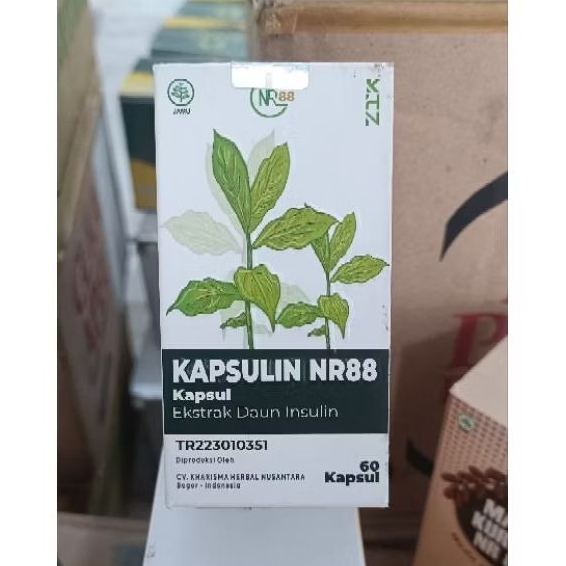 JAMU
NR88
KAPSULIN NR88
Kapsul
Ekstrak Daun Insulin
TR223010351
Diproduksi Oleh
CV. KHARISMA HERBAL NUSANTARA
Bogor - Indonesia
60
Kapsul